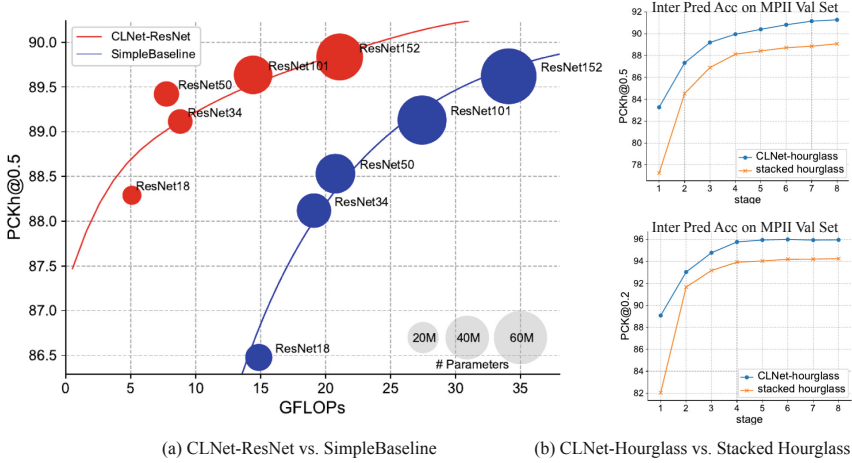 CLNet-ResNet
SimpleBaseline
90.0
89.5
89.0
88.5
88.0
87.5
87.0
86.5
PCKh@0.5
ResNet152
ResNet101
ResNet50
ResNet34
ResNet18
ResNet152
ResNet101
ResNet50
ResNet34
ResNet18
20M 40M 60M
# Parameters
0 5 10 15 20 25 30 35
GFLOPs
(a) CLNet-ResNet vs. SimpleBaseline
Inter Pred Acc on MPII Val Set
92
90
88
86
84
82
80
78
PCKh@0.5
CLNet-hourglass
stacked hourglass
1 2 3 4 5 6 7 8
stage
Inter Pred Acc on MPII Val Set
96
94
92
90
88
86
84
82
PCK@0.2
CLNet-hourglass
stacked hourglass
1 2 3 4 5 6 7 8
stage
(b) CLNet-Hourglass vs. Stacked Hourglass